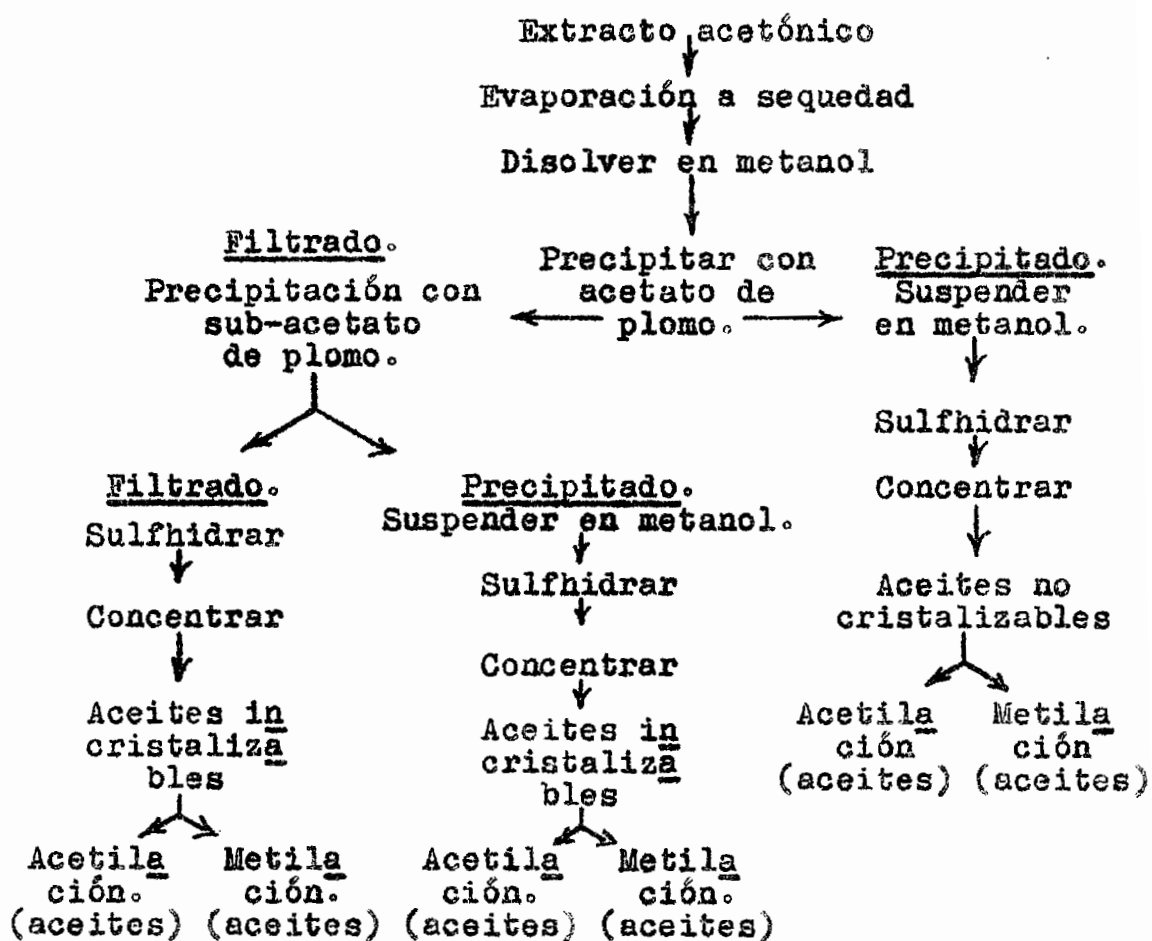 Extracto acetónico
Evaporación a sequedad
Disolver en metanol
Precipitar con
acetato de
plomo.
Filtrado.
Precipitación con
sub-acetato
de plomo.
Precipitado.
Suspender
en metanol.
Sulfhidrar
Concentrar
Aceites no
cristalizables
Acetila
ción
(aceites)
Metila
ción
(aceites)
Filtrado.
Sulfhidrar
Concentrar
Aceites in
cristaliza
bles
Acetila
ción.
(aceites)
Metila
ción.
(aceites)
Precipitado.
Suspender en metanol.
Sulfhidrar
Concentrar
Aceites in
cristaliza
bles
Acetila
ción.
(aceites)
Metila
ción.
(aceites)